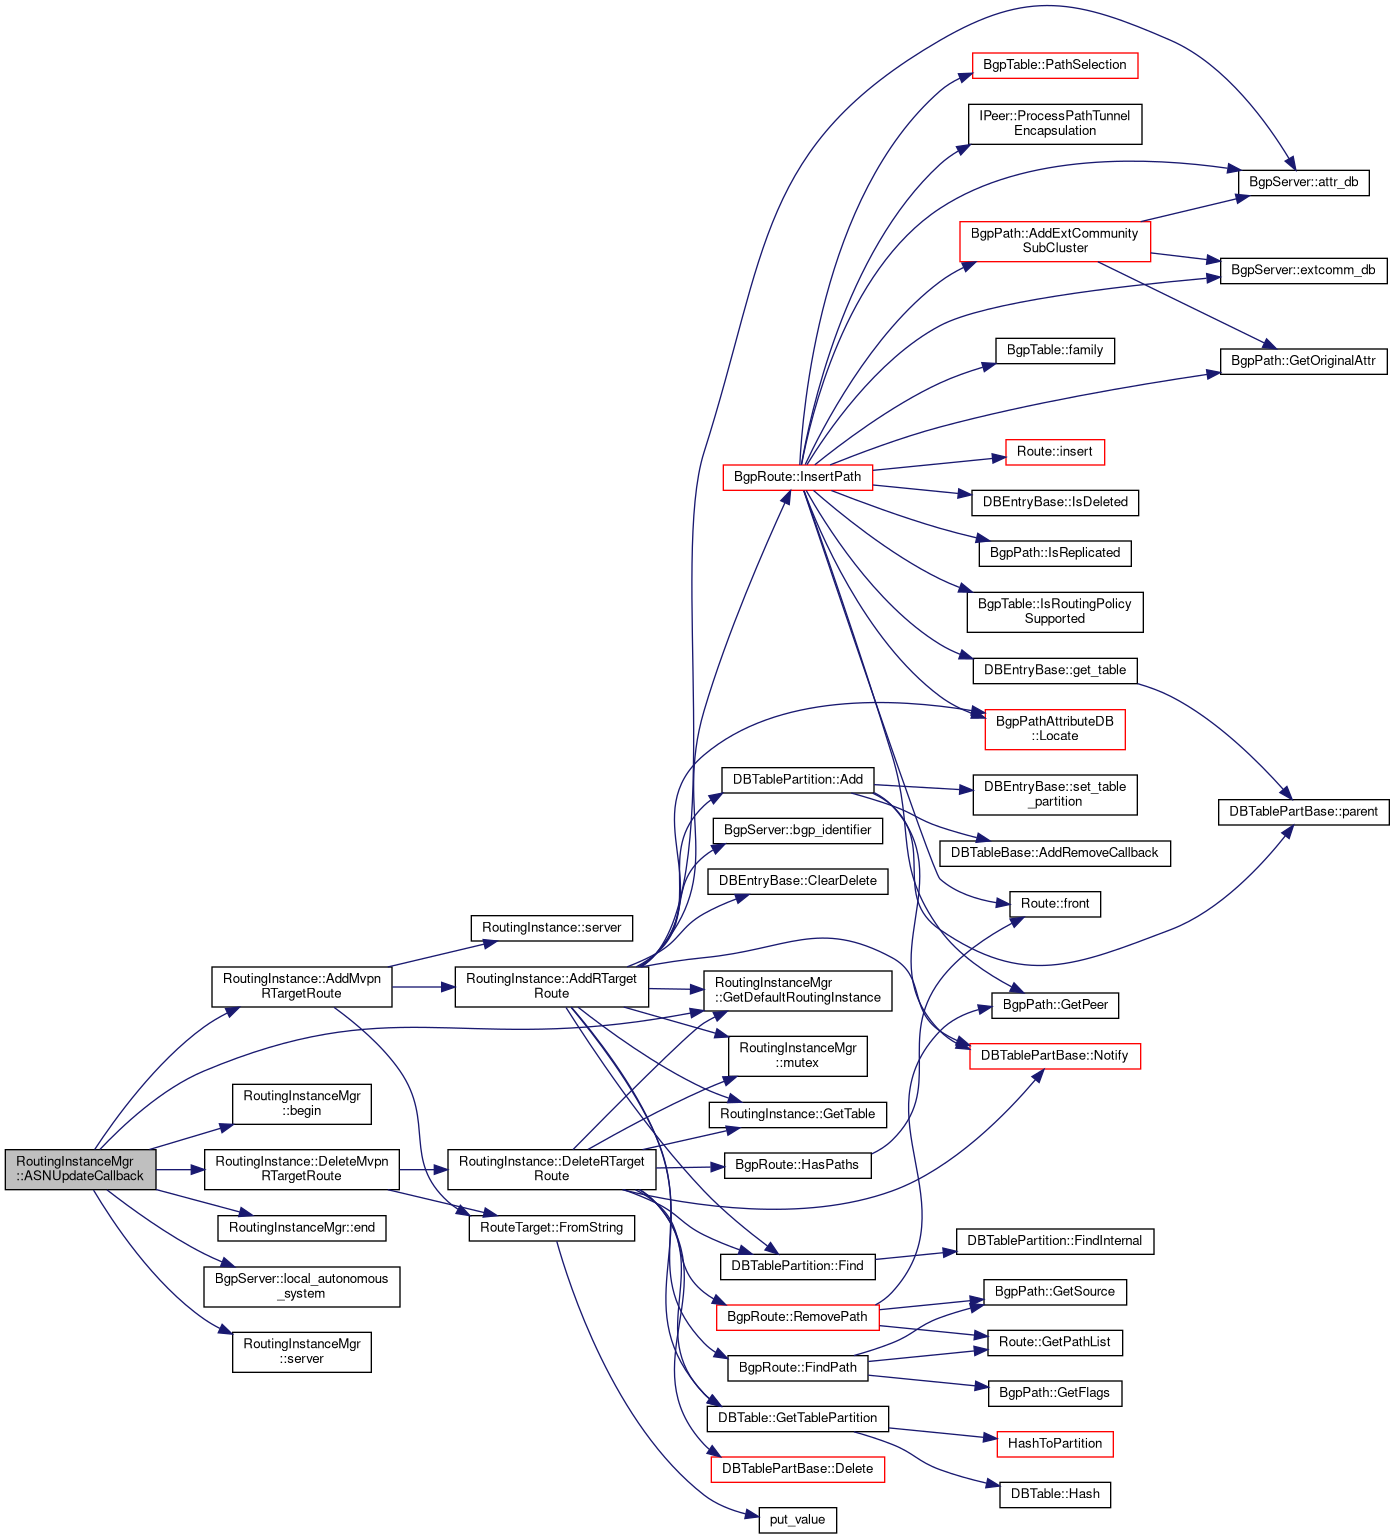 BgpTable::PathSelection
IPeer::ProcessPathTunnel
Encapsulation
BgpServer::attr_db
BgpPath::AddExtCommunity
SubCluster
BgpServer::extcomm_db
BgpTable::family
BgpPath::GetOriginalAttr
Route::insert
BgpRoute::InsertPath
DBEntryBase::IsDeleted
BgpPath::IsReplicated
BgpTable::IsRoutingPolicy
Supported
DBEntryBase::get_table
BgpPathAttributeDB
::Locate
DBTablePartition::Add
DBEntryBase::set_table
_partition
DBTablePartBase::parent
BgpServer::bgp_identifier
DBTableBase::AddRemoveCallback
DBEntryBase::ClearDelete
Route::front
RoutingInstance::server
RoutingInstance::AddMvpn
RTargetRoute
RoutingInstance::AddRTarget
Route
RoutingInstanceMgr
::GetDefaultRoutingInstance
BgpPath::GetPeer
RoutingInstanceMgr
::mutex
DBTablePartBase::Notify
RoutingInstanceMgr
::begin
RoutingInstance::GetTable
RoutingInstanceMgr
::ASNUpdateCallback
RoutingInstance::DeleteMvpn
RTargetRoute
RoutingInstance::DeleteRTarget
Route
BgpRoute::HasPaths
RoutingInstanceMgr::end
RouteTarget::FromString
DBTablePartition::FindInternal
DBTablePartition::Find
BgpServer::local_autonomous
_system
BgpPath::GetSource
BgpRoute::RemovePath
RoutingInstanceMgr
::server
Route::GetPathList
BgpRoute::FindPath
BgpPath::GetFlags
DBTable::GetTablePartition
HashToPartition
DBTablePartBase::Delete
DBTable::Hash
put_value